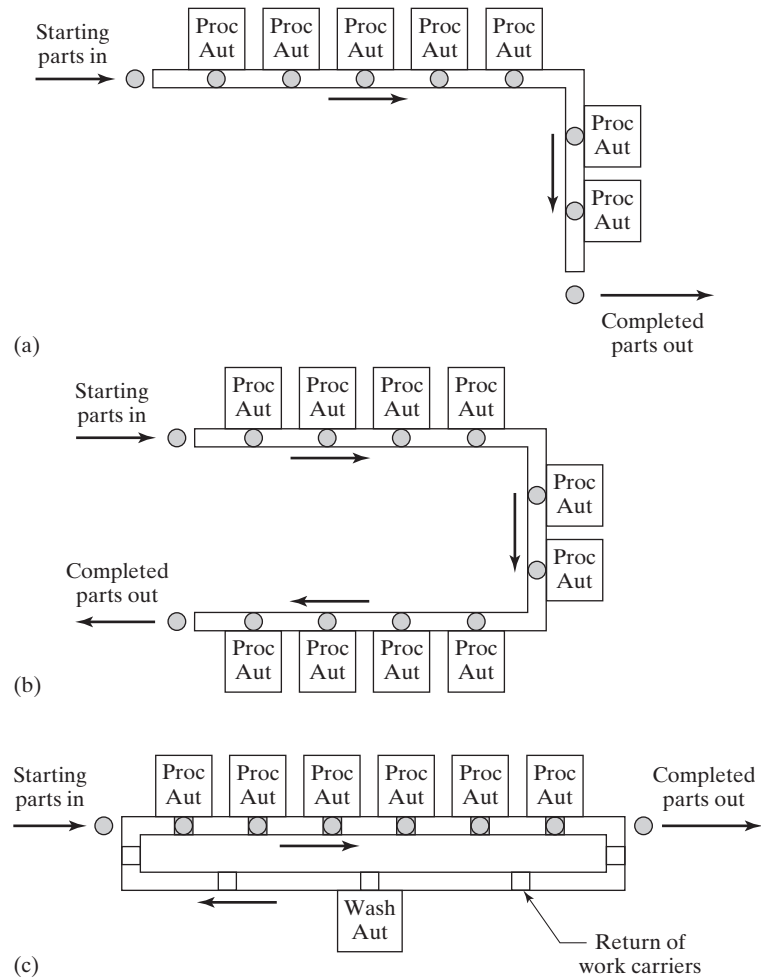 Starting
parts in
Proc
Aut
Proc
Aut
Proc
Aut
Proc
Aut
Proc
Aut
Proc
Aut
Proc
Aut
Completed
parts out
(a)
Starting
parts in
Proc
Aut
Proc
Aut
Proc
Aut
Proc
Aut
Proc
Aut
Proc
Aut
Completed
parts out
Proc
Aut
Proc
Aut
Proc
Aut
Proc
Aut
(b)
Starting
parts in
Proc
Aut
Proc
Aut
Proc
Aut
Proc
Aut
Proc
Aut
Proc
Aut
Completed
parts out
Wash
Aut
Return of
work carriers
(c)